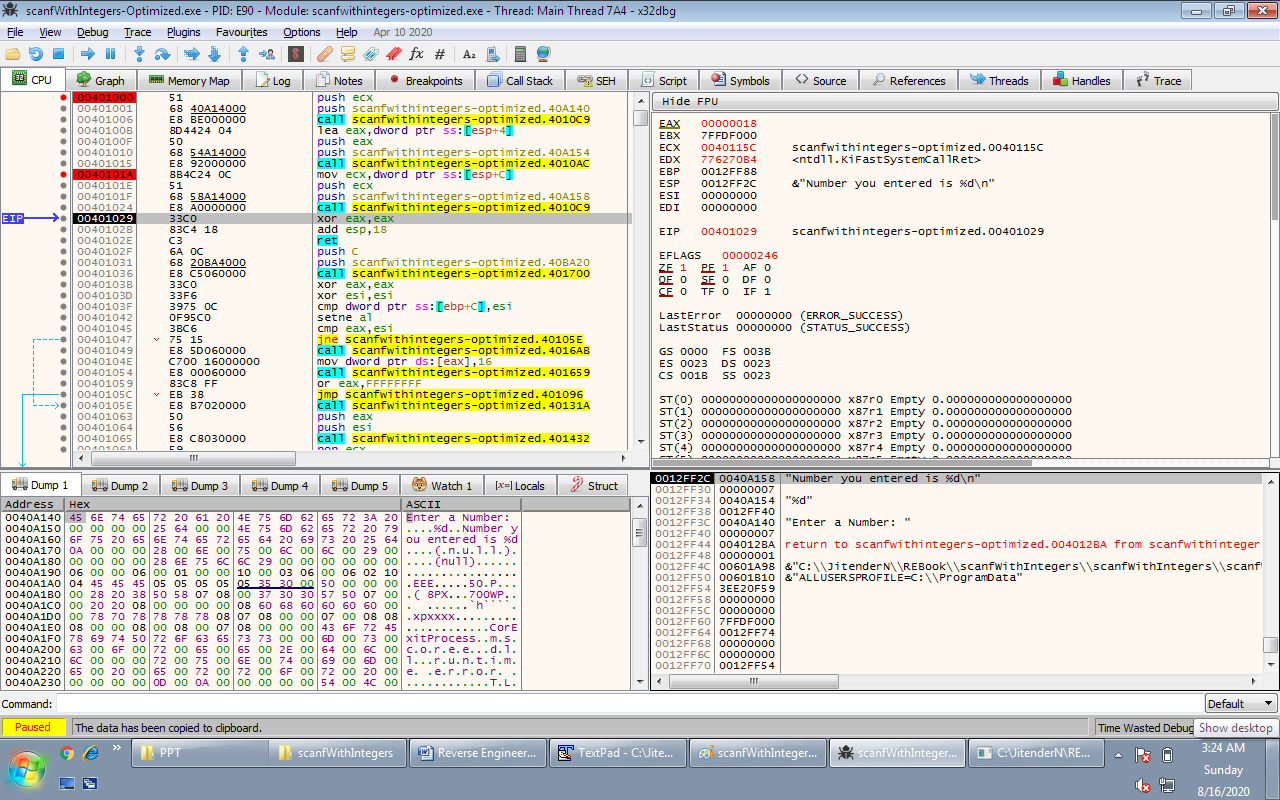 scanfWithIntegers-Optimized.exe - PID: E90 - Module: scanfwithintegers-optimized.exe - Thread: Main Thread 7A4 - x32dbg
File View Debug Trace Plugins Favourites Options Help Apr 10 2020
CPU Graph Memory Map Log Notes Breakpoints Call Stack SEH Script Symbols Source References Threads Handles Trace
00401000 51 push ecx
00401001 68 40A14000 push scanfwithintegers-optimized.40A140
00401006 E8 BE000000 call scanfwithintegers-optimized.4010C9
0040100B 8D4424 04 lea eax,dword ptr ss:[esp+4]
0040100F 50 push eax
00401010 68 54A14000 push scanfwithintegers-optimized.40A154
00401015 E8 92000000 call scanfwithintegers-optimized.4010AC
0040101A 8B4C24 0C mov ecx,dword ptr ss:[esp+C]
0040101E 51 push ecx
0040101F 68 58A14000 push scanfwithintegers-optimized.40A158
00401024 E8 A0000000 call scanfwithintegers-optimized.4010C9
EIP 00401029 33C0 xor eax,eax
0040102B 83C4 18 add esp,18
0040102E C3 ret
0040102F 6A 0C push C
00401031 68 20BA4000 push scanfwithintegers-optimized.40BA20
00401036 E8 C5060000 call scanfwithintegers-optimized.401700
0040103B 33C0 xor eax,eax
0040103D 33F6 xor esi,esi
0040103F 3975 0C cmp dword ptr ss:[ebp+C],esi
00401042 0F95C0 setne al
00401045 3BC6 cmp eax,esi
00401047 75 15 jne scanfwithintegers-optimized.40105E
00401049 E8 5D060000 call scanfwithintegers-optimized.4016AB
0040104E C700 16000000 mov dword ptr ds:[eax],16
00401054 E8 00060000 call scanfwithintegers-optimized.401659
00401059 83C8 FF or eax,FFFFFFFF
0040105C EB 38 jmp scanfwithintegers-optimized.401096
0040105E E8 B7020000 call scanfwithintegers-optimized.40131A
00401063 50 push eax
00401064 56 push esi
00401065 E8 C8030000 call scanfwithintegers-optimized.401432
Hide FPU
EAX 00000018
EBX 7FFDF000
ECX 0040115C scanfwithintegers-optimized.0040115C
EDX 776270B4 <ntdll.KiFastSystemCallRet>
EBP 0012FF88
ESP 0012FF2C &"Number you entered is %d\n"
ESI 00000000
EDI 00000000
EIP 00401029 scanfwithintegers-optimized.00401029
EFLAGS 00000246
ZF 1 PF 1 AF 0
OF 0 SF 0 DF 0
CF 0 TF 0 IF 1
LastError 00000000 (ERROR_SUCCESS)
LastStatus 00000000 (STATUS_SUCCESS)
GS 0000 FS 003B
ES 0023 DS 0023
CS 001B SS 0023
ST(0) 00000000000000000000 x87r0 Empty 0.000000000000000000
ST(1) 00000000000000000000 x87r1 Empty 0.000000000000000000
ST(2) 00000000000000000000 x87r2 Empty 0.000000000000000000
ST(3) 00000000000000000000 x87r3 Empty 0.000000000000000000
ST(4) 00000000000000000000 x87r4 Empty 0.000000000000000000
Dump 1 Dump 2 Dump 3 Dump 4 Dump 5 Watch 1 Locals Struct
Address Hex ASCII
0040A140 45 6E 74 65 72 20 61 20 4E 75 6D 62 65 72 3A 20 Enter a Number:
0040A150 00 00 00 00 25 64 00 00 4E 75 6D 62 65 72 20 79 ....%d..Number y
0040A160 6F 75 20 65 6E 74 65 72 65 64 20 69 73 20 25 64 ou entered is %d
0040A170 0A 00 00 00 28 00 6E 00 75 00 6C 00 6C 00 29 00 ....(.n.u.l.l.).
0040A180 00 00 00 00 28 6E 75 6C 6C 29 00 00 00 00 00 00 ....(null)......
0040A190 06 00 00 06 00 01 00 00 10 00 03 06 00 06 02 10 ................
0040A1A0 04 45 45 45 05 05 05 05 05 35 30 00 50 00 00 00 .EEE.....50.P...
0040A1B0 00 28 20 38 50 58 07 08 00 37 30 30 57 50 07 00 .( 8PX...700WP..
0040A1C0 00 20 20 08 00 00 00 00 08 60 68 60 60 60 60 00 .  ......`h````.
0040A1D0 00 78 70 78 78 78 78 08 07 08 00 00 07 00 08 08 .xpxxxx.........
0040A1E0 08 00 00 08 00 08 00 07 08 00 00 00 43 6F 72 45 ............CorE
0040A1F0 78 69 74 50 72 6F 63 65 73 73 00 00 6D 00 73 00 xitProcess..m.s.
0040A200 63 00 6F 00 72 00 65 00 65 00 2E 00 64 00 6C 00 c.o.r.e.e...d.l.
0040A210 6C 00 00 00 72 00 75 00 6E 00 74 00 69 00 6D 00 l...r.u.n.t.i.m.
0040A220 65 00 20 00 65 00 72 00 72 00 6F 00 72 00 20 00 e. .e.r.r.o.r. .
0040A230 00 00 00 00 0D 00 0A 00 00 00 00 00 54 00 4C 00 ............T.L.
0012FF2C 0040A158 "Number you entered is %d\n"
0012FF30 00000007
0012FF34 0040A154 "%d"
0012FF38 0012FF40
0012FF3C 0040A140 "Enter a Number: "
0012FF40 00000007
0012FF44 004012BA return to scanfwithintegers-optimized.004012BA from scanfwithinteger
0012FF48 00000001
0012FF4C 00601A98 &"C:\\JitenderN\\REBook\\scanfWithIntegers\\scanfWithIntegers\\scanf
0012FF50 00601B10 &"ALLUSERSPROFILE=C:\\ProgramData"
0012FF54 3EE20F59
0012FF58 00000000
0012FF5C 00000000
0012FF60 7FFDF000
0012FF64 0012FF74
0012FF68 00000000
0012FF6C 00000000
0012FF70 0012FF54
Command: Default
Paused The data has been copied to clipboard. Time Wasted Debug Show desktop
PPT scanfWithIntegers Reverse Engineer... TextPad - C:\Jite... scanfWithInteger... scanfWithInteger... C:\JitenderN\RE...
3:24 AM
Sunday
8/16/2020